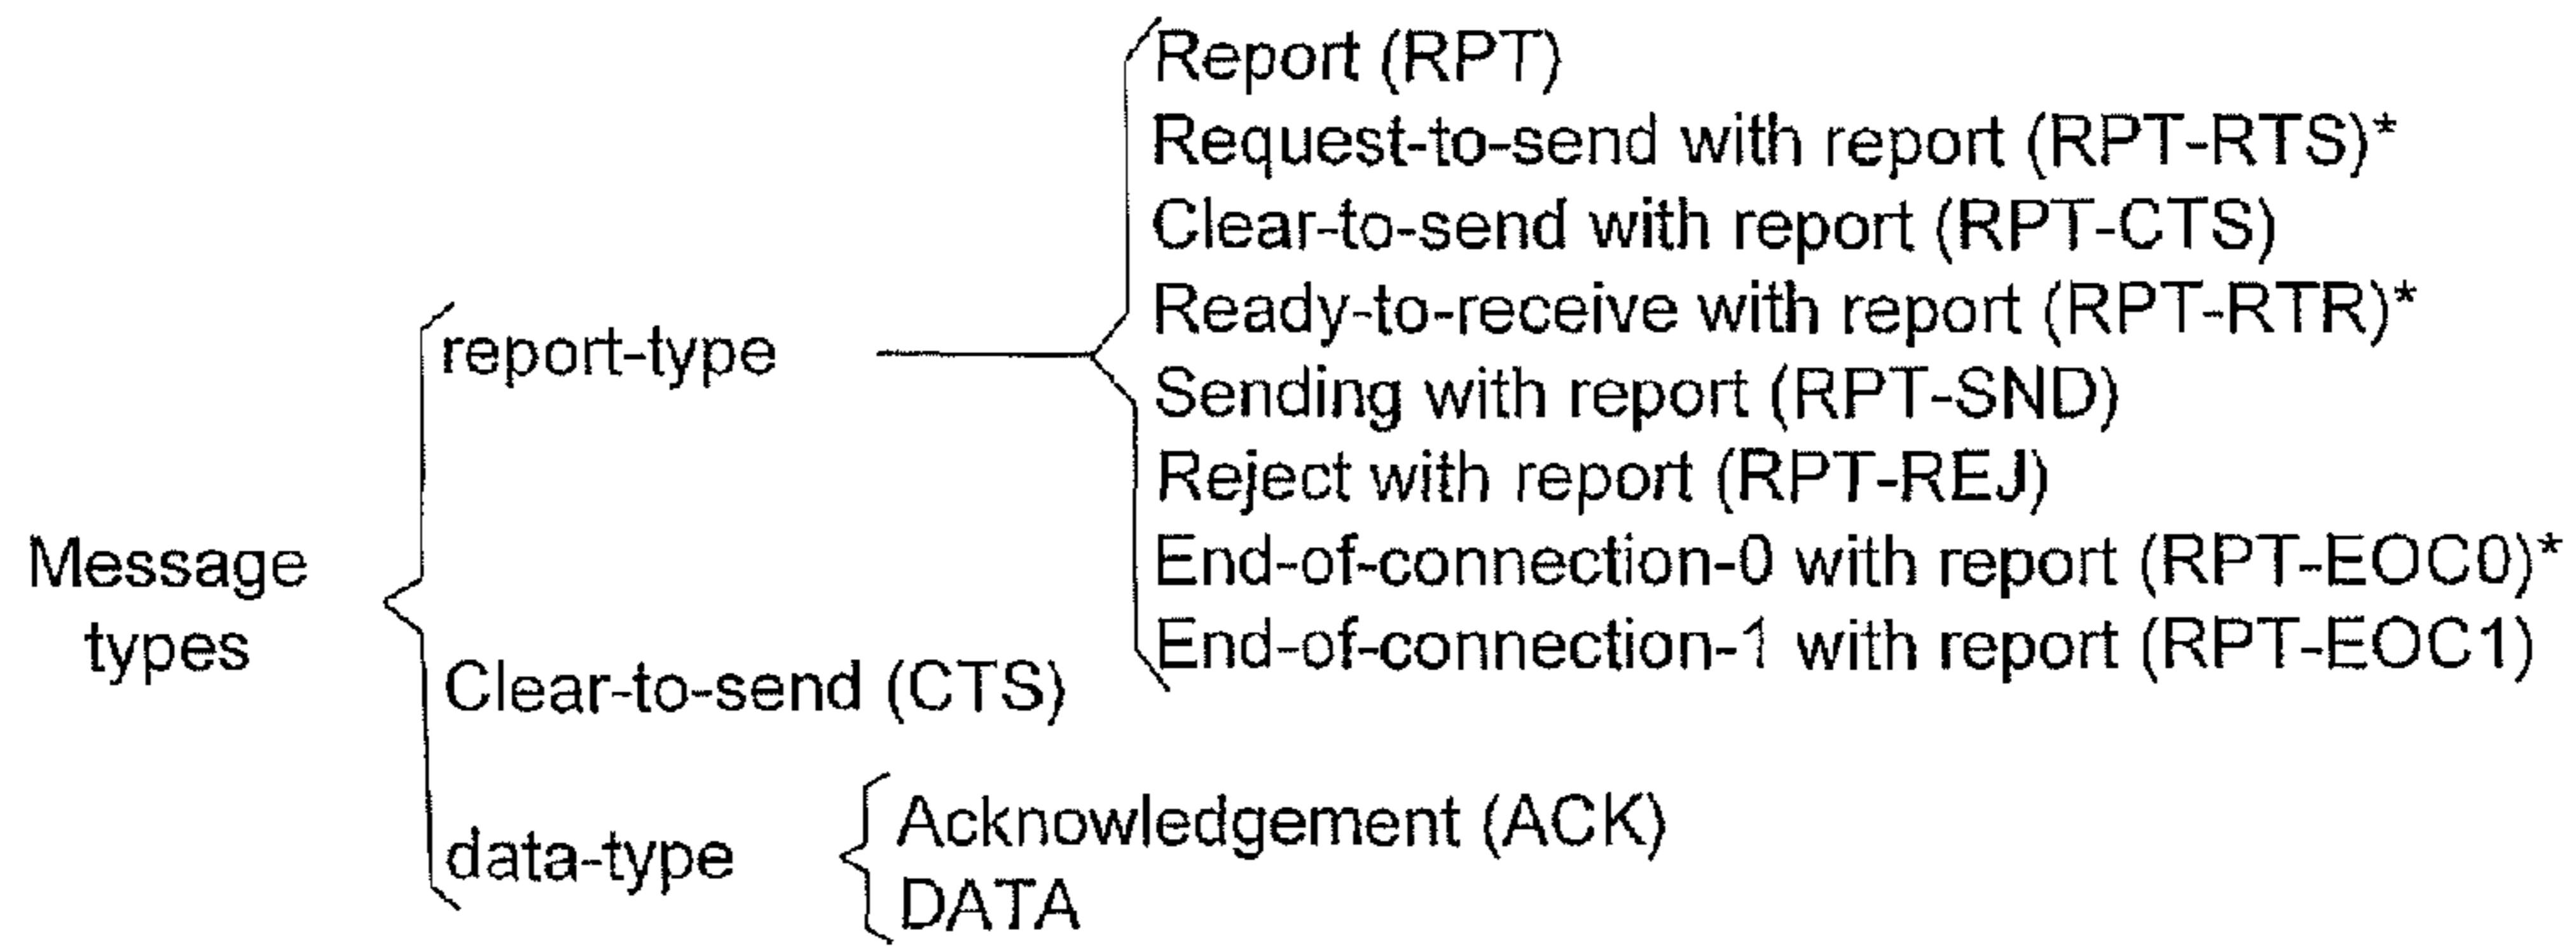 Message
types
report-type
Report (RPT)
Request-to-send with report (RPT-RTS)*
Clear-to-send with report (RPT-CTS)
Ready-to-receive with report (RPT-RTR)*
Sending with report (RPT-SND)
Reject with report (RPT-REJ)
End-of-connection-0 with report (RPT-EOC0)*
End-of-connection-1 with report (RPT-EOC1)
Clear-to-send (CTS)
data-type
Acknowledgement (ACK)
DATA